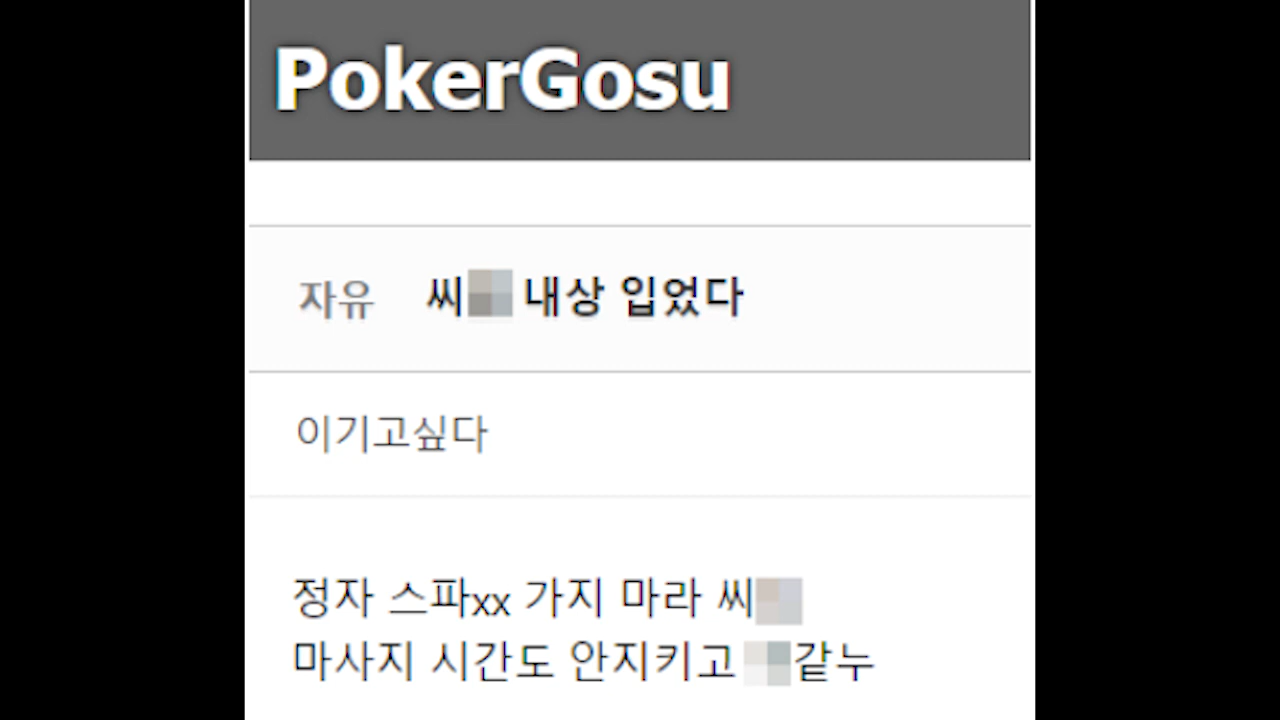 PokerGosu
자유 씨 내상 입었다
이기고싶다
정자 스파xx 가지 마라 씨
마사지 시간도 안지키고 같누